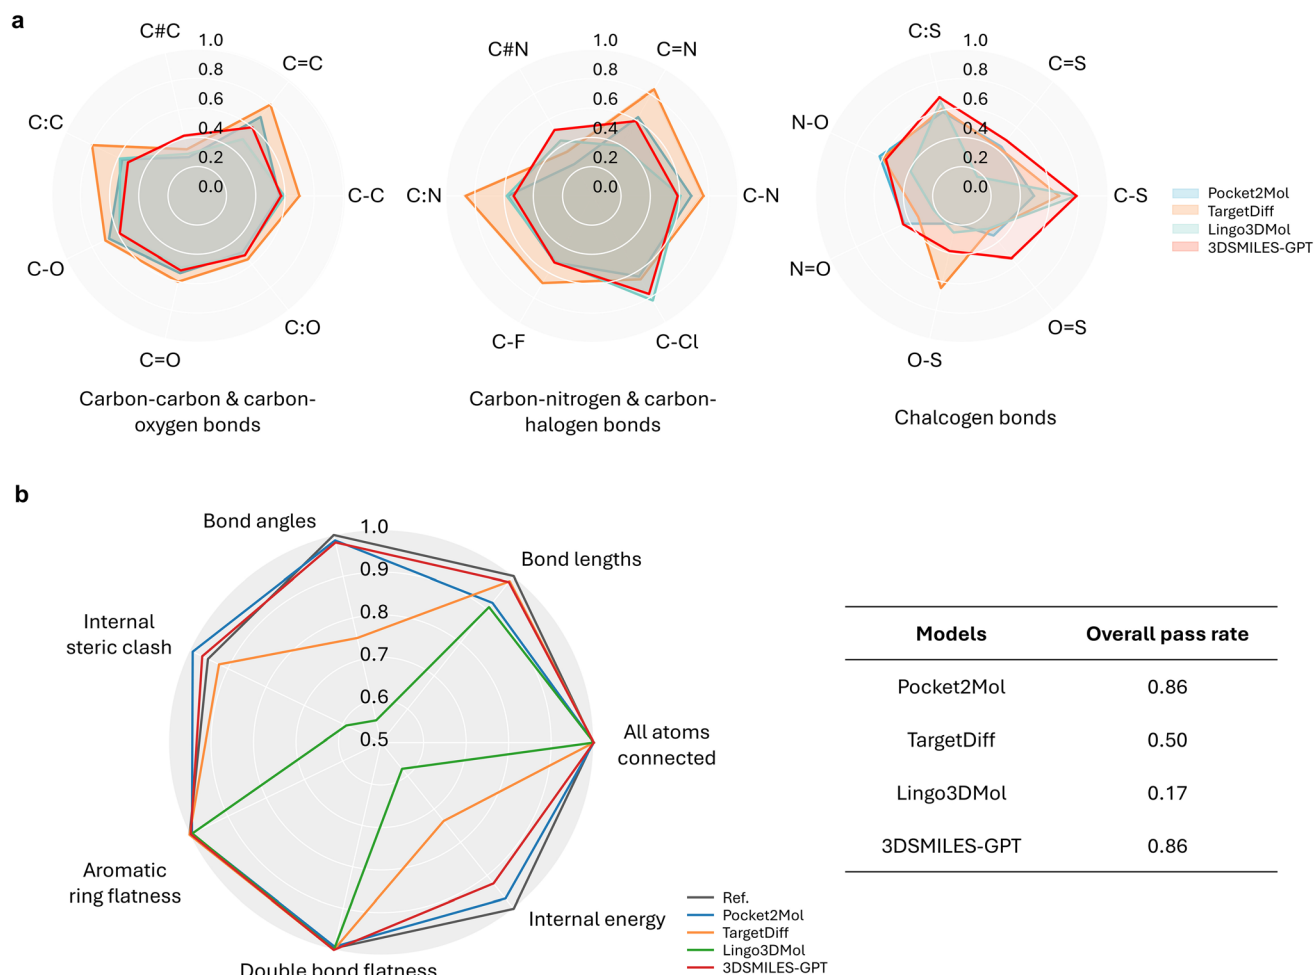 a
C#C
1.0
0.8
0.6
0.4
0.2
0.0
C=C
C:C
C-C
C-O
C:O
C=O
Carbon-carbon & carbon-
oxygen bonds
C#N
1.0
0.8
0.6
0.4
0.2
0.0
C=N
C:N
C-N
C-F
C-Cl
Carbon-nitrogen & carbon-
halogen bonds
C:S
1.0
0.8
0.6
0.4
0.2
0.0
C=S
N-O
C-S
N=O
O=S
O-S
Chalcogen bonds
Pocket2Mol
TargetDiff
Lingo3DMol
3DSMILES-GPT
b
Bond angles
1.0
0.9
0.8
0.7
0.6
0.5
Bond lengths
Internal
steric clash
All atoms
connected
Aromatic
ring flatness
Internal energy
Double bond flatness
Ref.
Pocket2Mol
TargetDiff
Lingo3DMol
3DSMILES-GPT
Models Overall pass rate
Pocket2Mol 0.86
TargetDiff 0.50
Lingo3DMol 0.17
3DSMILES-GPT 0.86